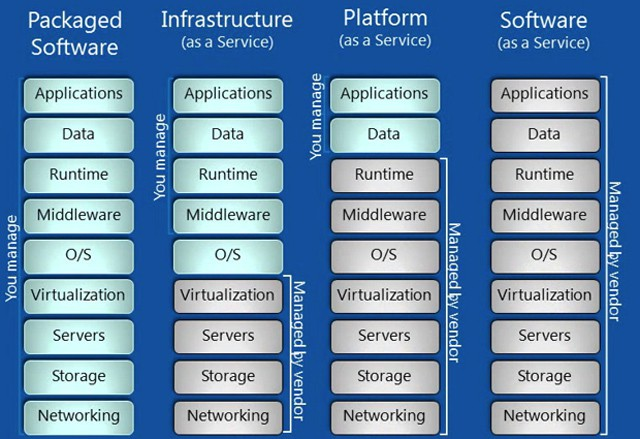 Packaged
Software
Applications
Data
Runtime
Middleware
O/S
Virtualization
Servers
Storage
Networking
You manage
Infrastructure
(as a Service)
Applications
Data
Runtime
Middleware
O/S
Virtualization
Servers
Storage
Networking
You manage
Managed by vendor
Platform
(as a Service)
Applications
Data
Runtime
Middleware
O/S
Virtualization
Servers
Storage
Networking
You manage
Managed by vendor
Software
(as a Service)
Applications
Data
Runtime
Middleware
O/S
Virtualization
Servers
Storage
Networking
Managed by vendor